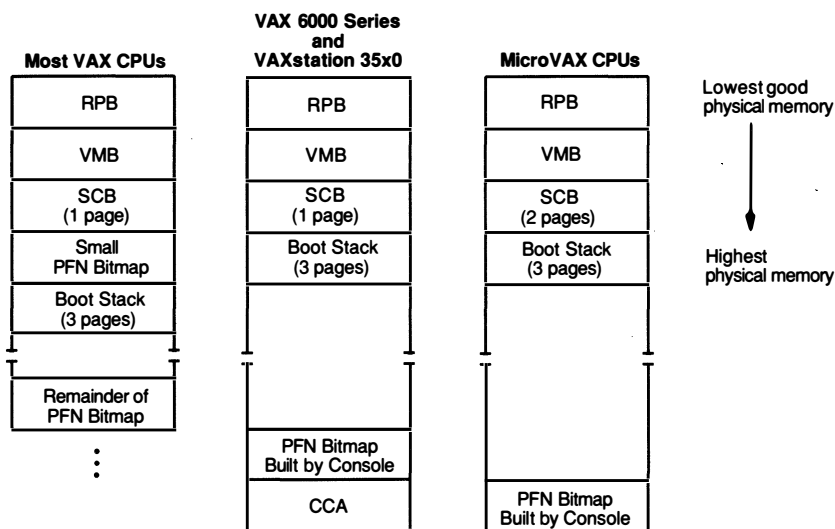 Most VAX CPUs
RPB
VMB
SCB
(1 page)
Small
PFN Bitmap
Boot Stack
(3 pages)
Remainder of
PFN Bitmap
VAX 6000 Series
and
VAXstation 35x0
RPB
VMB
SCB
(1 page)
Boot Stack
(3 pages)
PFN Bitmap
Built by Console
CCA
MicroVAX CPUs
RPB
VMB
SCB
(2 pages)
Boot Stack
(3 pages)
PFN Bitmap
Built by Console
Lowest good
physical memory
Highest
physical memory